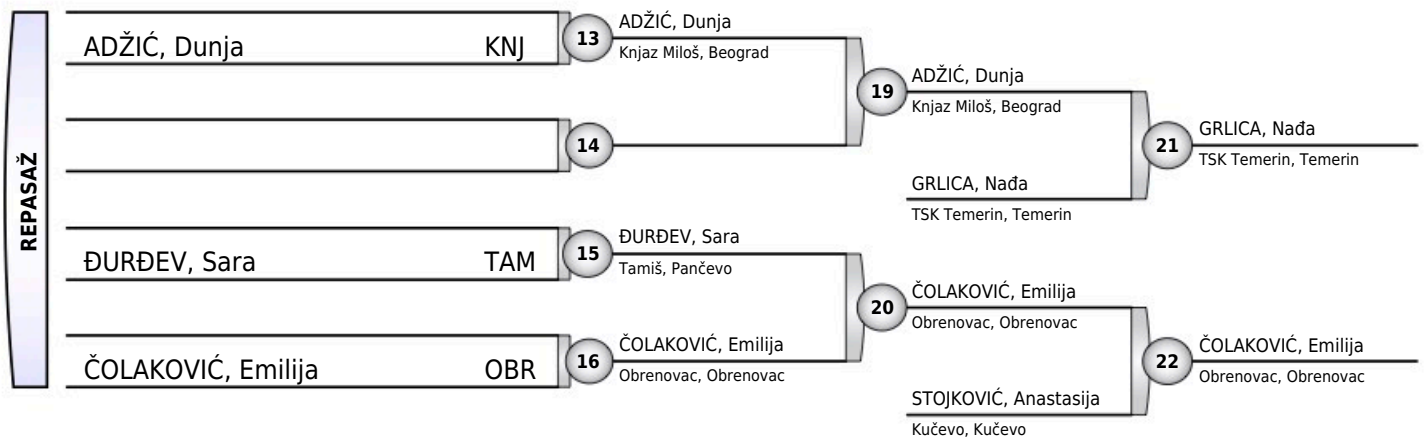 REPASAŽ
ADŽIĆ, Dunja KNJ
13
ADŽIĆ, Dunja
Knjaz Miloš, Beograd
14
19
ADŽIĆ, Dunja
Knjaz Miloš, Beograd
GRLICA, Nađa
TSK Temerin, Temerin
21
GRLICA, Nađa
TSK Temerin, Temerin
ĐURĐEV, Sara TAM
15
ĐURĐEV, Sara
Tamiš, Pančevo
ČOLAKOVIĆ, Emilija OBR
16
ČOLAKOVIĆ, Emilija
Obrenovac, Obrenovac
20
ČOLAKOVIĆ, Emilija
Obrenovac, Obrenovac
STOJKOVIĆ, Anastasija
Kučevo, Kučevo
22
ČOLAKOVIĆ, Emilija
Obrenovac, Obrenovac